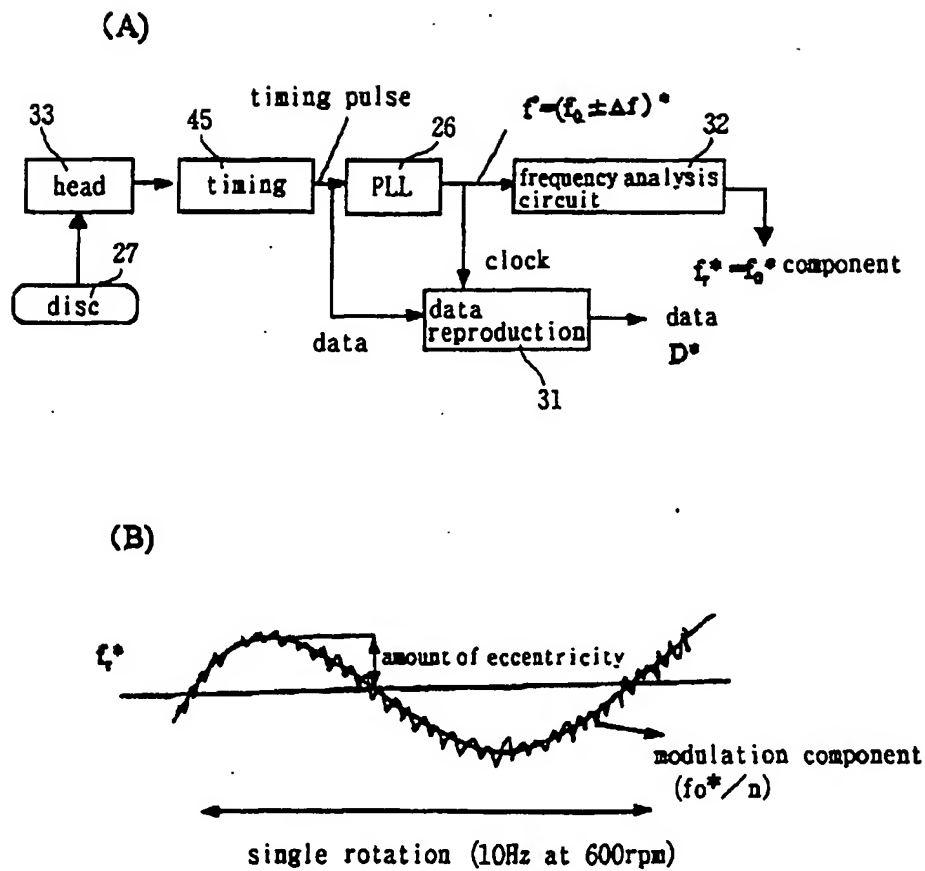 (A)
timing pulse
f=(f₀±Δf)*
33
45
26
32
head
timing
PLL
frequency analysis
circuit
27
disc
clock
fᵣ*=f₀* component
data
data
reproduction
data
D*
31
(B)
fᵣ*
amount of eccentricity
modulation component
(fo*/n)
single rotation (10Hz at 600rpm)